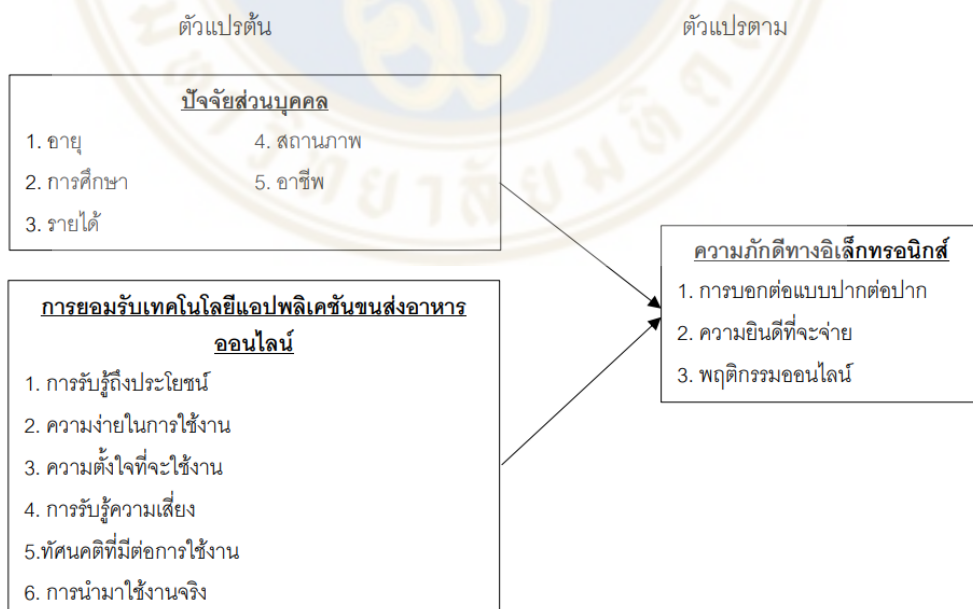 ตัวแปรต้น
ตัวแปรตาม
ปัจจัยส่วนบุคคล
1. อายุ
4. สถานภาพ
2. การศึกษา
5. อาชีพ
3. รายได้
การยอมรับเทคโนโลยีแอปพลิเคชันขนส่งอาหาร
ออนไลน์
1. การรับรู้ถึงประโยชน์
2. ความง่ายในการใช้งาน
3. ความตั้งใจที่จะใช้งาน
4. การรับรู้ความเสี่ยง
5.ทัศนคติที่มีต่อการใช้งาน
6. การนำมาใช้งานจริง
ความภักดีทางอิเล็กทรอนิกส์
1. การบอกต่อแบบปากต่อปาก
2. ความยินดีที่จะจ่าย
3. พฤติกรรมออนไลน์